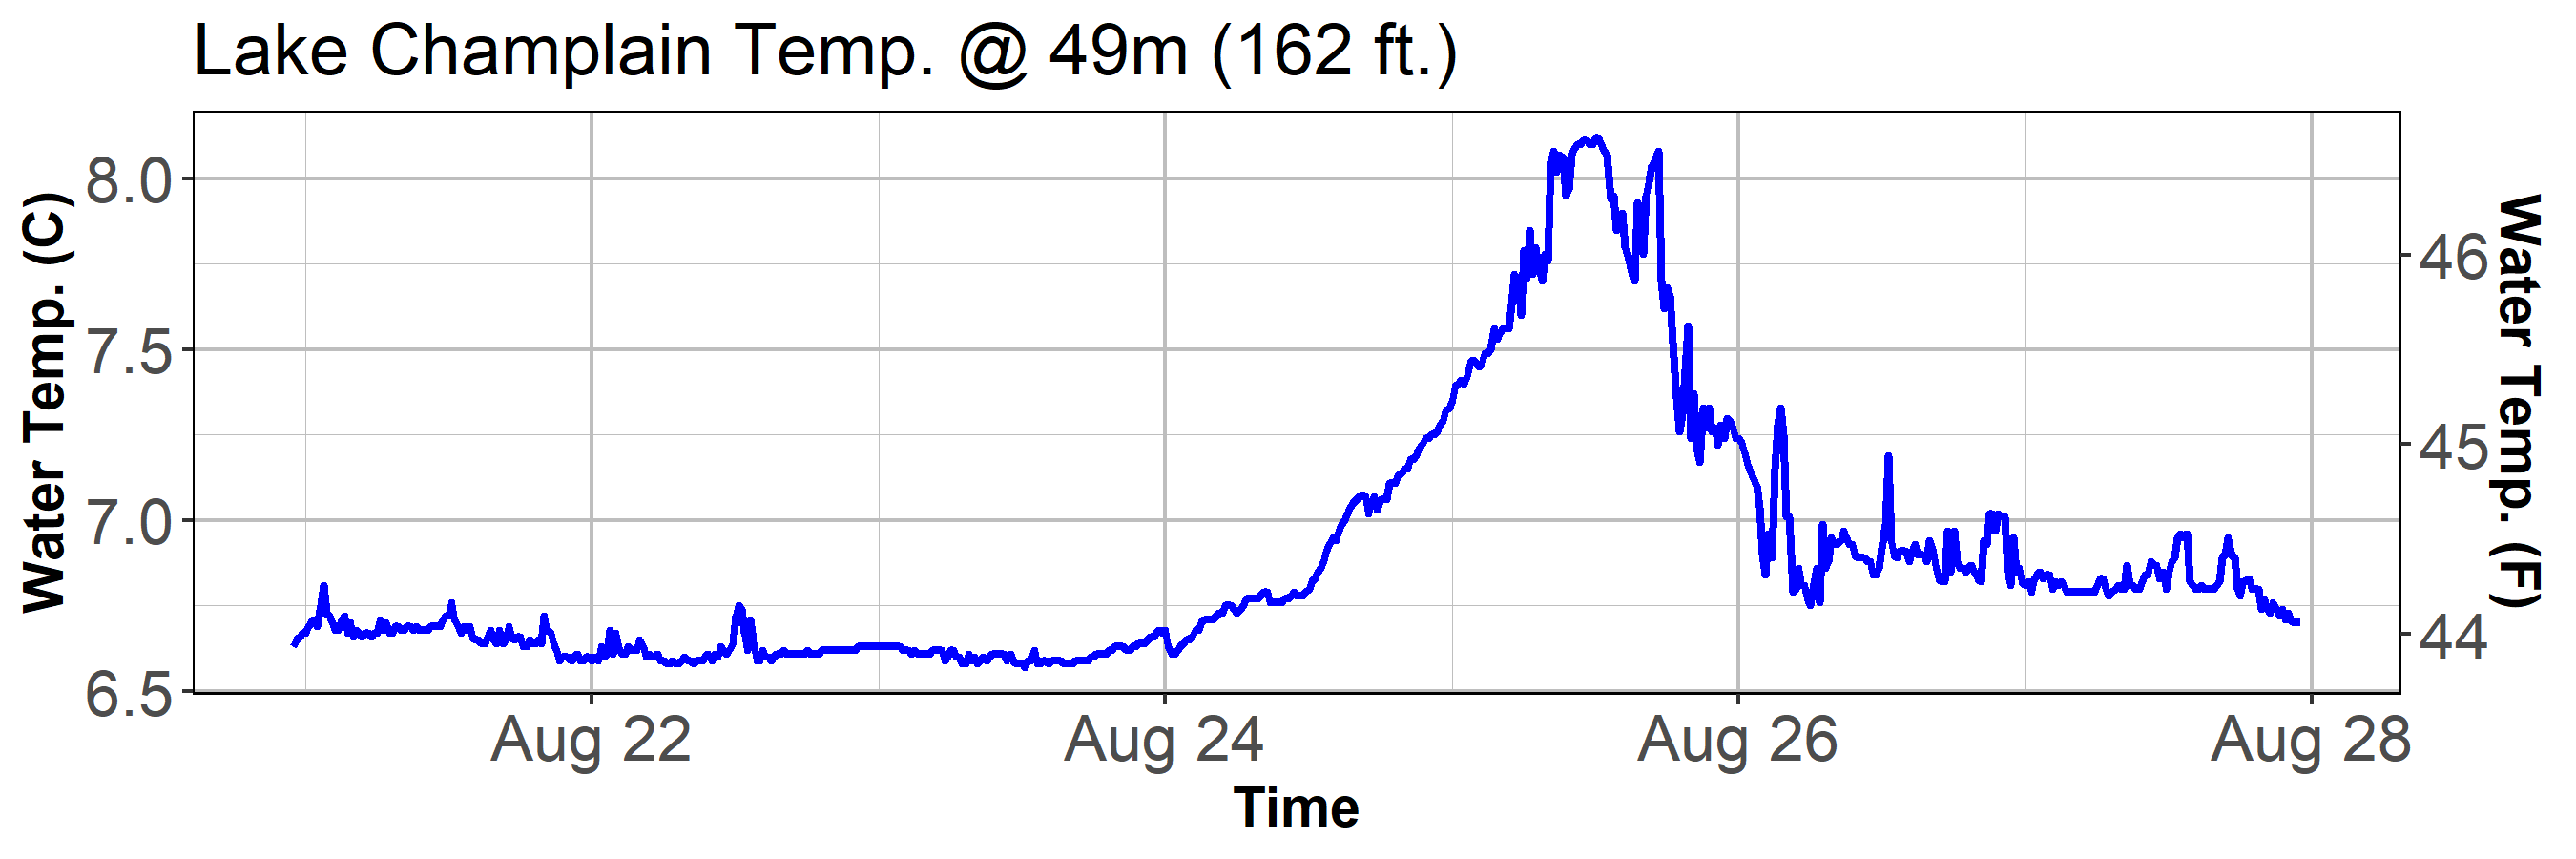 Lake Champlain Temp. @ 49m (162 ft.)
Water Temp. (C)
8.0
7.5
7.0
6.5
46
45
44
Water Temp. (F)
Aug 22
Aug 24
Aug 26
Aug 28
Time